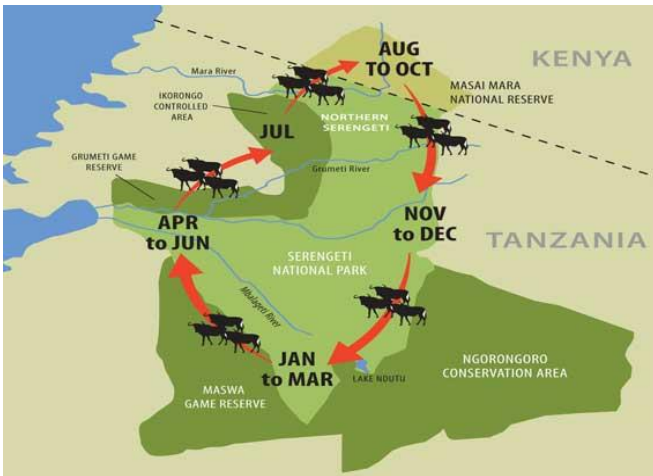 AUG
TO OCT
KENYA
Mara River
MASAI MARA
NATIONAL RESERVE
IKORONGO
CONTROLLED
AREA
JUL
NORTHERN
SERENGETI
GRUMETI GAME
RESERVE
Grumeti River
APR
to JUN
NOV
to DEC
TANZANIA
SERENGETI
NATIONAL PARK
Mbalageti River
JAN
to MAR
LAKE NDUTU
NGORONGORO
CONSERVATION AREA
MASWA
GAME RESERVE